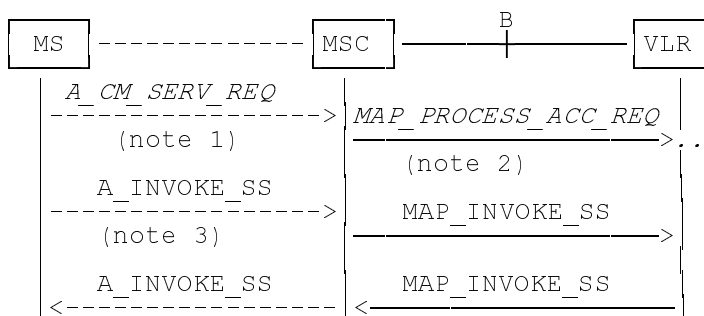 B
MS MSC VLR
A_CM_SERV_REQ
MAP_PROCESS_ACC_REQ
(note 1)
..
(note 2)
A_INVOKE_SS
MAP_INVOKE_SS
(note 3)
A_INVOKE_SS MAP_INVOKE_SS